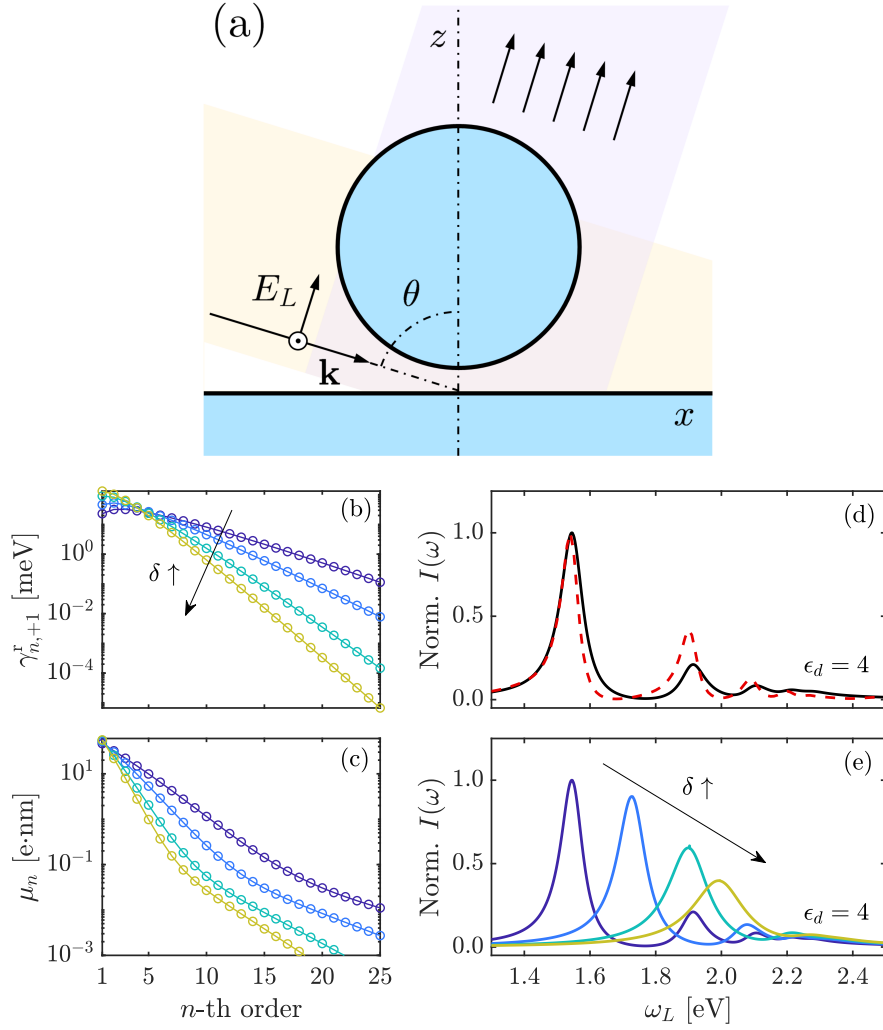 (a)
z
E_L
θ
k
x
(b)
γ^r_{n,+1} [meV]
10^0
10^{-2}
10^{-4}
δ ↑
(c)
μ_n [e·nm]
10^1
10^{-1}
10^{-3}
1 5 10 15 20 25
n-th order
(d)
Norm. I(ω)
1.0
0.5
0.0
ϵ_d = 4
(e)
Norm. I(ω)
1.0
0.5
0.0
δ ↑
ϵ_d = 4
1.4 1.6 1.8 2.0 2.2 2.4
ω_L [eV]